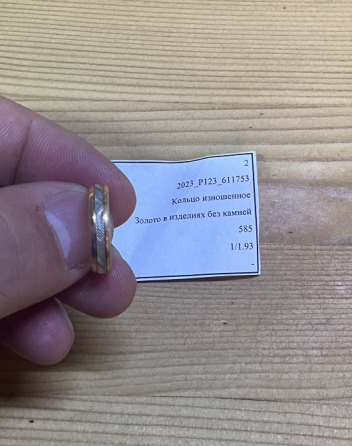 2
2023_P123_611753
Кольцо изношенное
Золото в изделиях без камней
585
1/1.93
-